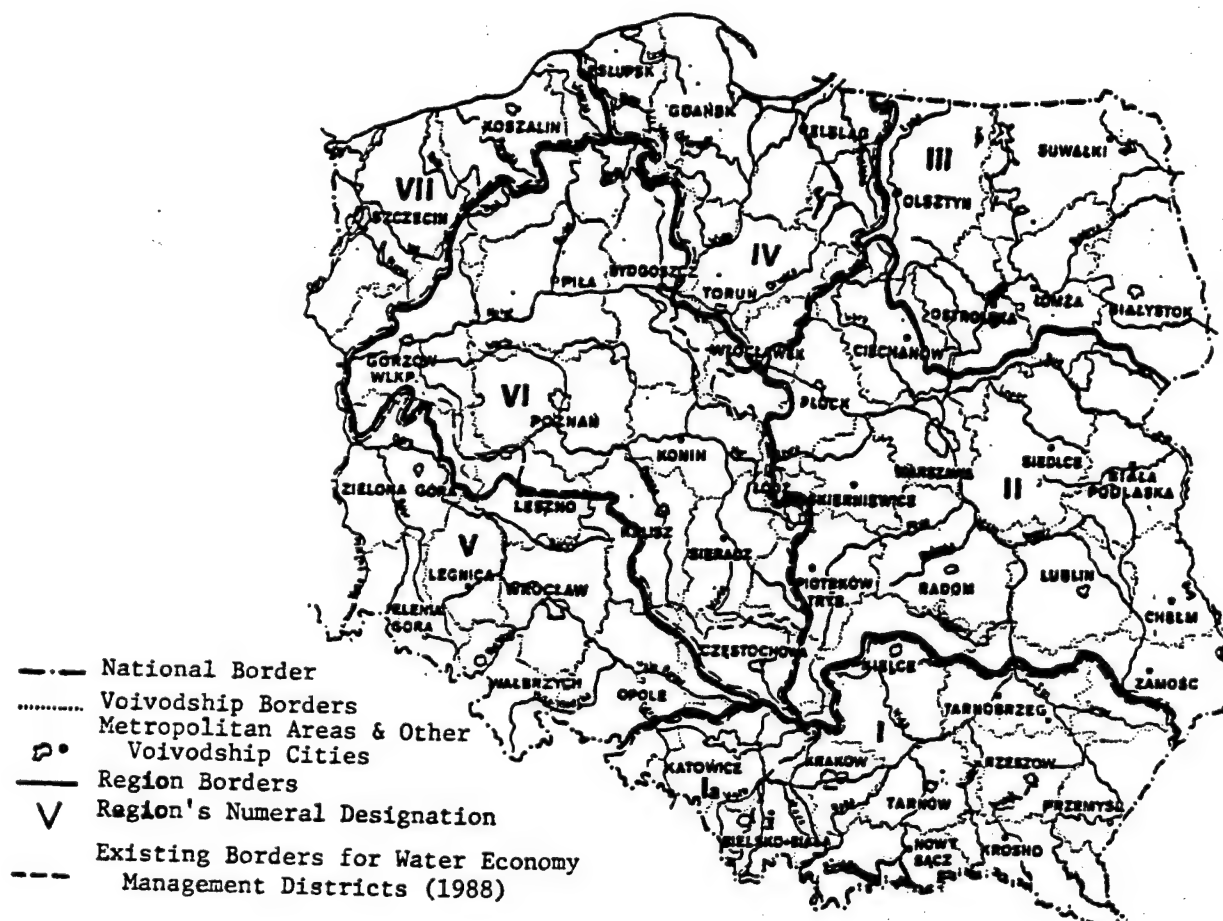 SŁUPSK
GDAŃSK
KOSZALIN
ELBLĄG
SUWAŁKI
III
VII
OLSZTYN
SZCZECIN
IV
BYDGOSZCZ
PIŁA
TORUŃ
OSTROŁĘKA
ŁOMŻA
BIAŁYSTOK
WŁOCŁAWEK
CIECHANÓW
GORZÓW
WLKP.
VI
PŁOCK
POZNAŃ
KONIN
WARSZAWA
SIEDLCE
BIAŁA
PODLASKA
II
ZIELONA GÓRA
LESZNO
ŁÓDŹ
SKIERNIEWICE
KALISZ
SIERADZ
V
LEGNICA
WROCŁAW
PIOTRKÓW
TRYB.
RADOM
LUBLIN
JELENIA
GÓRA
CHEŁM
CZĘSTOCHOWA
KIELCE
WAŁBRZYCH
OPOLE
ZAMOŚĆ
TARNOBRZEG
I
KATOWICE
KRAKÓW
RZESZÓW
Ia
TARNÓW
PRZEMYŚL
BIELSKO-BIAŁA
NOWY
SĄCZ
KROSNO
National Border
Voivodship Borders
Metropolitan Areas & Other
Voivodship Cities
Region Borders
V Region's Numeral Designation
Existing Borders for Water Economy
Management Districts (1988)